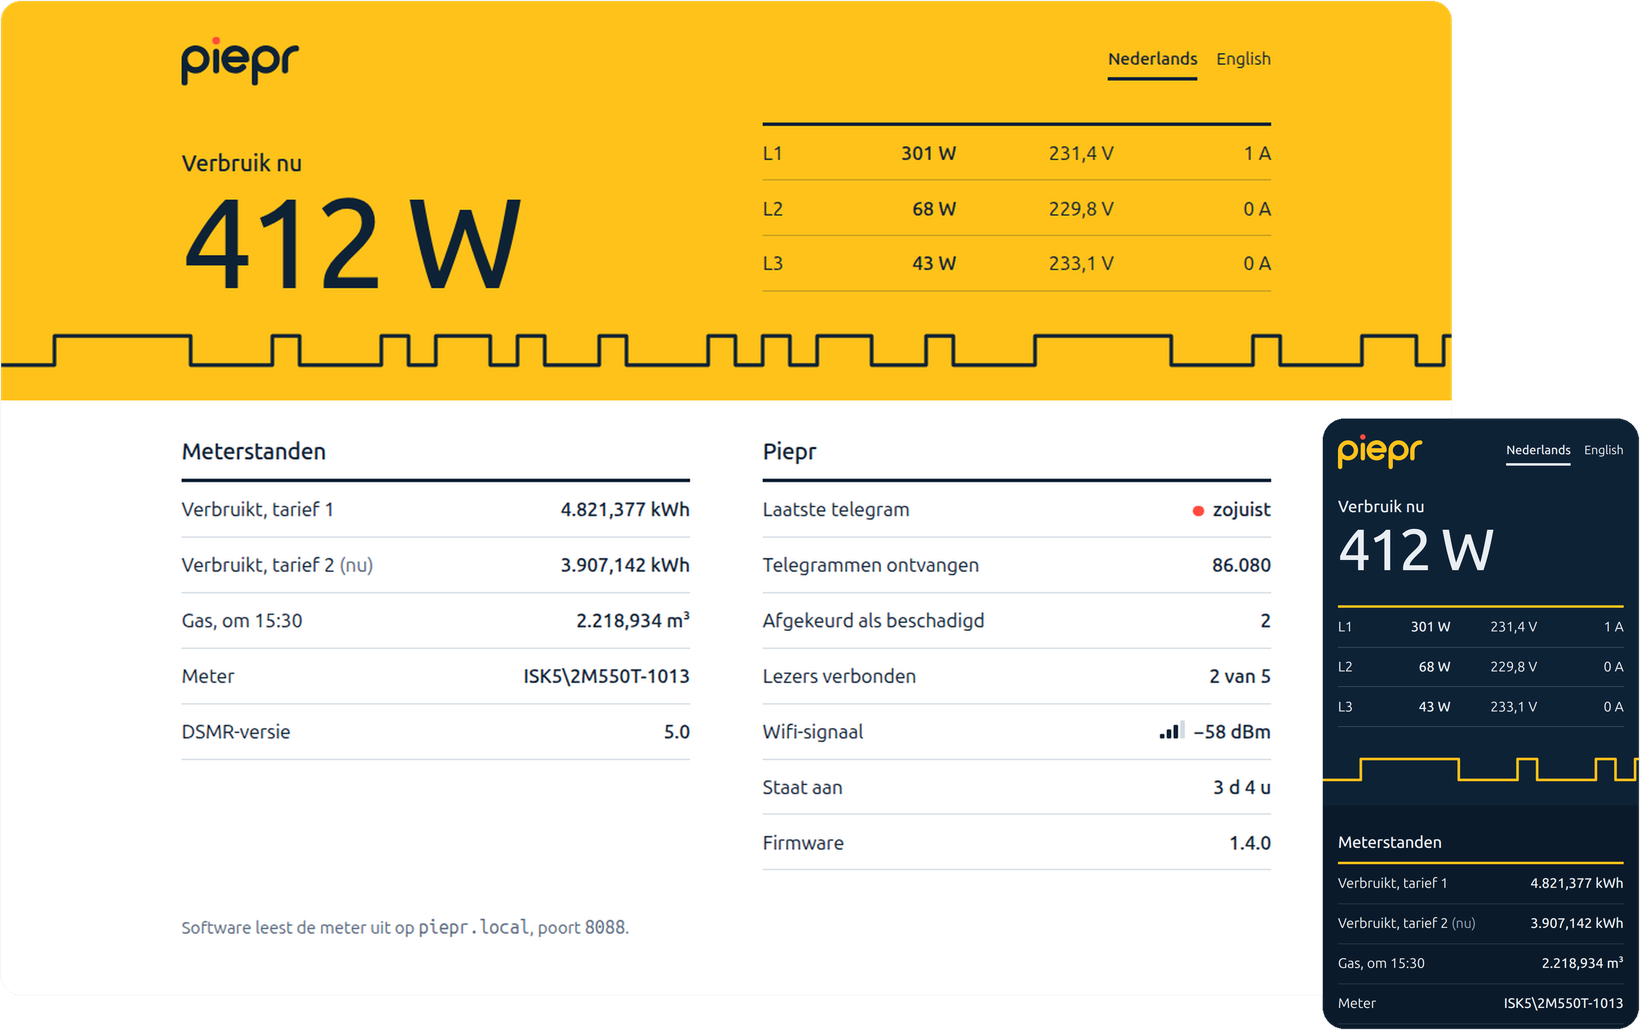 piepr
Nederlands English
Verbruik nu
412 W
L1 301 W 231,4 V 1 A
L2 68 W 229,8 V 0 A
L3 43 W 233,1 V 0 A
Meterstanden
Verbruikt, tarief 1 4.821,377 kWh
Verbruikt, tarief 2 (nu) 3.907,142 kWh
Gas, om 15:30 2.218,934 m³
Meter ISK5\2M550T-1013
DSMR-versie 5.0
Piepr
Laatste telegram zojuist
Telegrammen ontvangen 86.080
Afgekeurd als beschadigd 2
Lezers verbonden 2 van 5
Wifi-signaal −58 dBm
Staat aan 3 d 4 u
Firmware 1.4.0
Software leest de meter uit op piepr.local, poort 8088.
piepr
Nederlands English
Verbruik nu
412 W
L1 301 W 231,4 V 1 A
L2 68 W 229,8 V 0 A
L3 43 W 233,1 V 0 A
Meterstanden
Verbruikt, tarief 1 4.821,377 kWh
Verbruikt, tarief 2 (nu) 3.907,142 kWh
Gas, om 15:30 2.218,934 m³
Meter ISK5\2M550T-1013